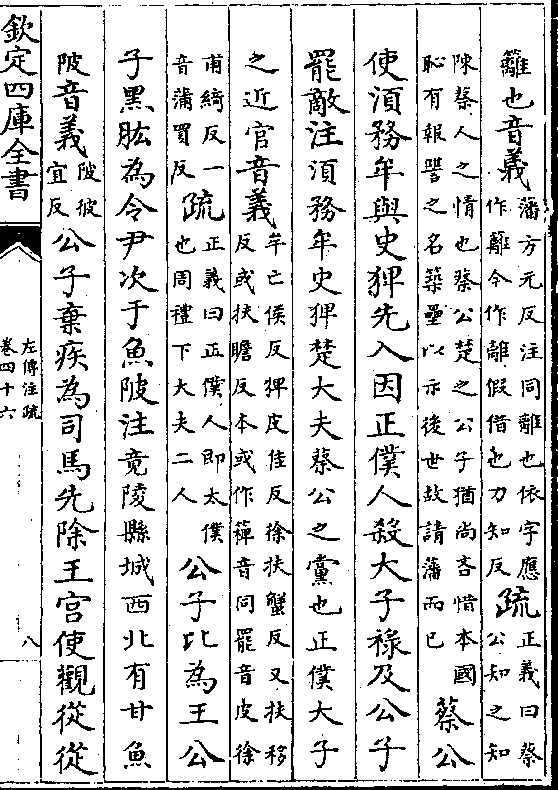 籬也音義藩方元反注同離也依字應
作籬今作離假借也力知反疏正義曰蔡
公知之知
陳蔡人之情也蔡公楚之公子猶尚吝惜本國
恥有報讐之名築壘以示後世故請藩而已蔡公
使湏務牟與史猈先入因正僕人殺大子祿及公子
罷敵注湏務牟史猈楚大夫蔡公之黨也正僕大子
之近官音義牟亡侯反猈皮佳反徐扶蟹反又扶移
反或扶瞻反本或作篺音同罷音皮徐
甫綺反一
音蒲買反疏正義曰正僕人即太僕
也周禮下大夫二人公子比為王公
子黑肱為令尹次于魚陂注竟陵縣城西北有甘魚
陂音義陂彼
宜反公子棄疾為司馬先除王宮使觀從從
欽定四庫全書
左傳注疏
卷四十六
八